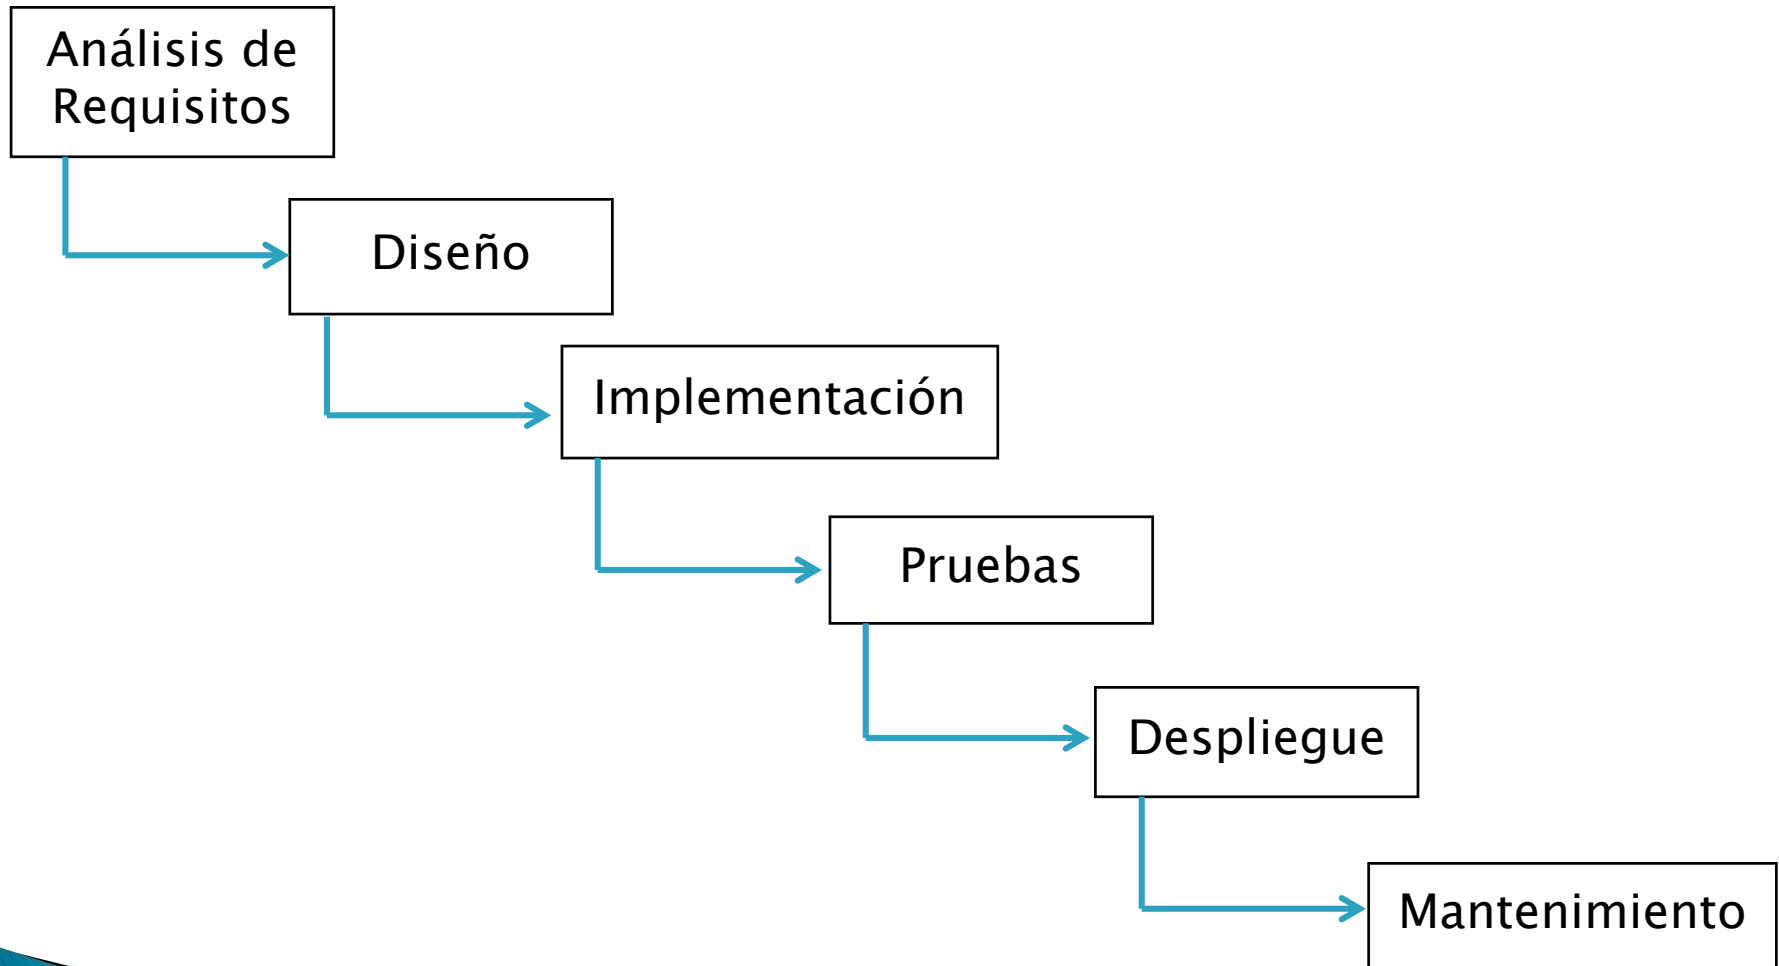 Análisis de
Requisitos
Diseño
Implementación
Pruebas
Despliegue
Mantenimiento